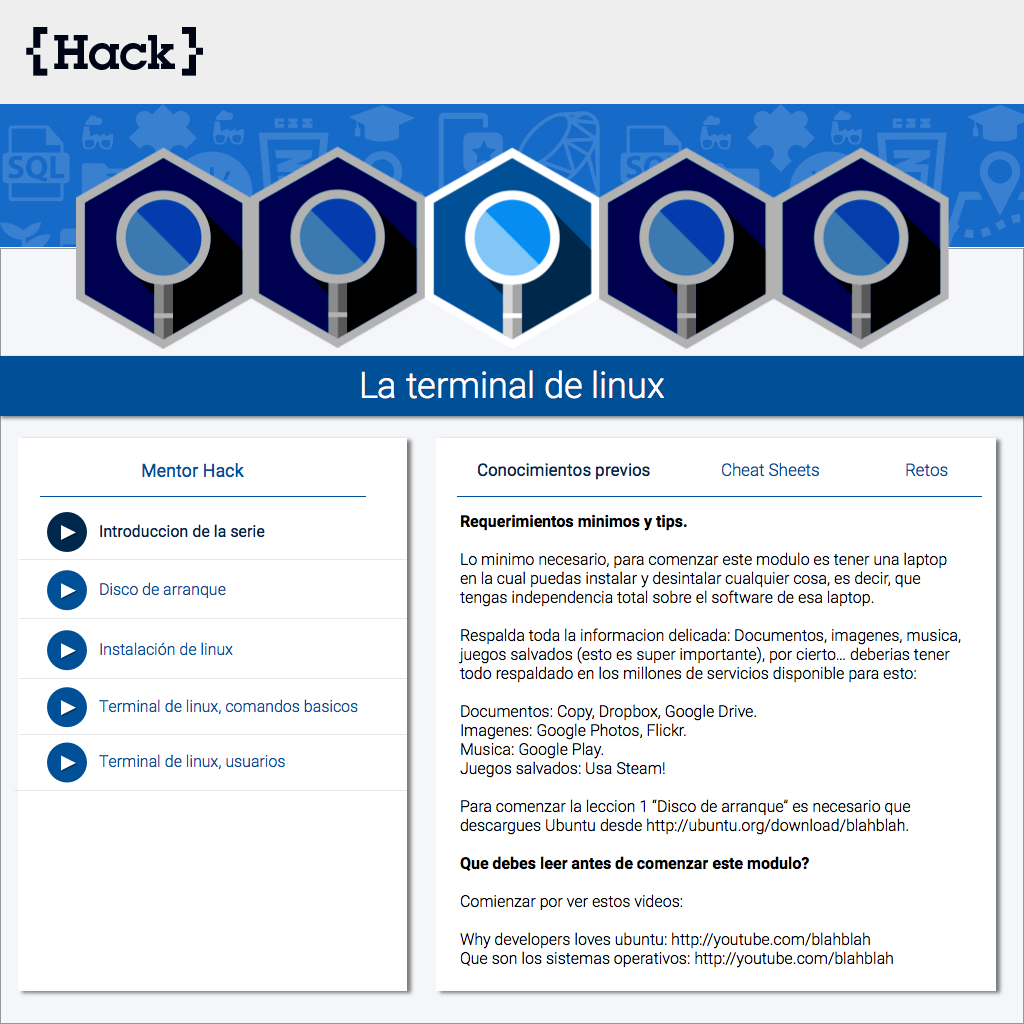 {Hack}
SQL
CSS
SQL
CSS
La terminal de linux
Mentor Hack
Introduccion de la serie
Disco de arranque
Instalación de linux
Terminal de linux, comandos basicos
Terminal de linux, usuarios
Conocimientos previos
Cheat Sheets
Retos
Requerimientos minimos y tips.
Lo minimo necesario, para comenzar este modulo es tener una laptop
en la cual puedas instalar y desintalar cualquier cosa, es decir, que
tengas independencia total sobre el software de esa laptop.
Respalda toda la informacion delicada: Documentos, imagenes, musica,
juegos salvados (esto es super importante), por cierto... deberias tener
todo respaldado en los millones de servicios disponible para esto:
Documentos: Copy, Dropbox, Google Drive.
Imagenes: Google Photos, Flickr.
Musica: Google Play.
Juegos salvados: Usa Steam!
Para comenzar la leccion 1 "Disco de arranque" es necesario que
descargues Ubuntu desde http://ubuntu.org/download/blahblah.
Que debes leer antes de comenzar este modulo?
Comienzar por ver estos videos:
Why developers loves ubuntu: http://youtube.com/blahblah
Que son los sistemas operativos: http://youtube.com/blahblah